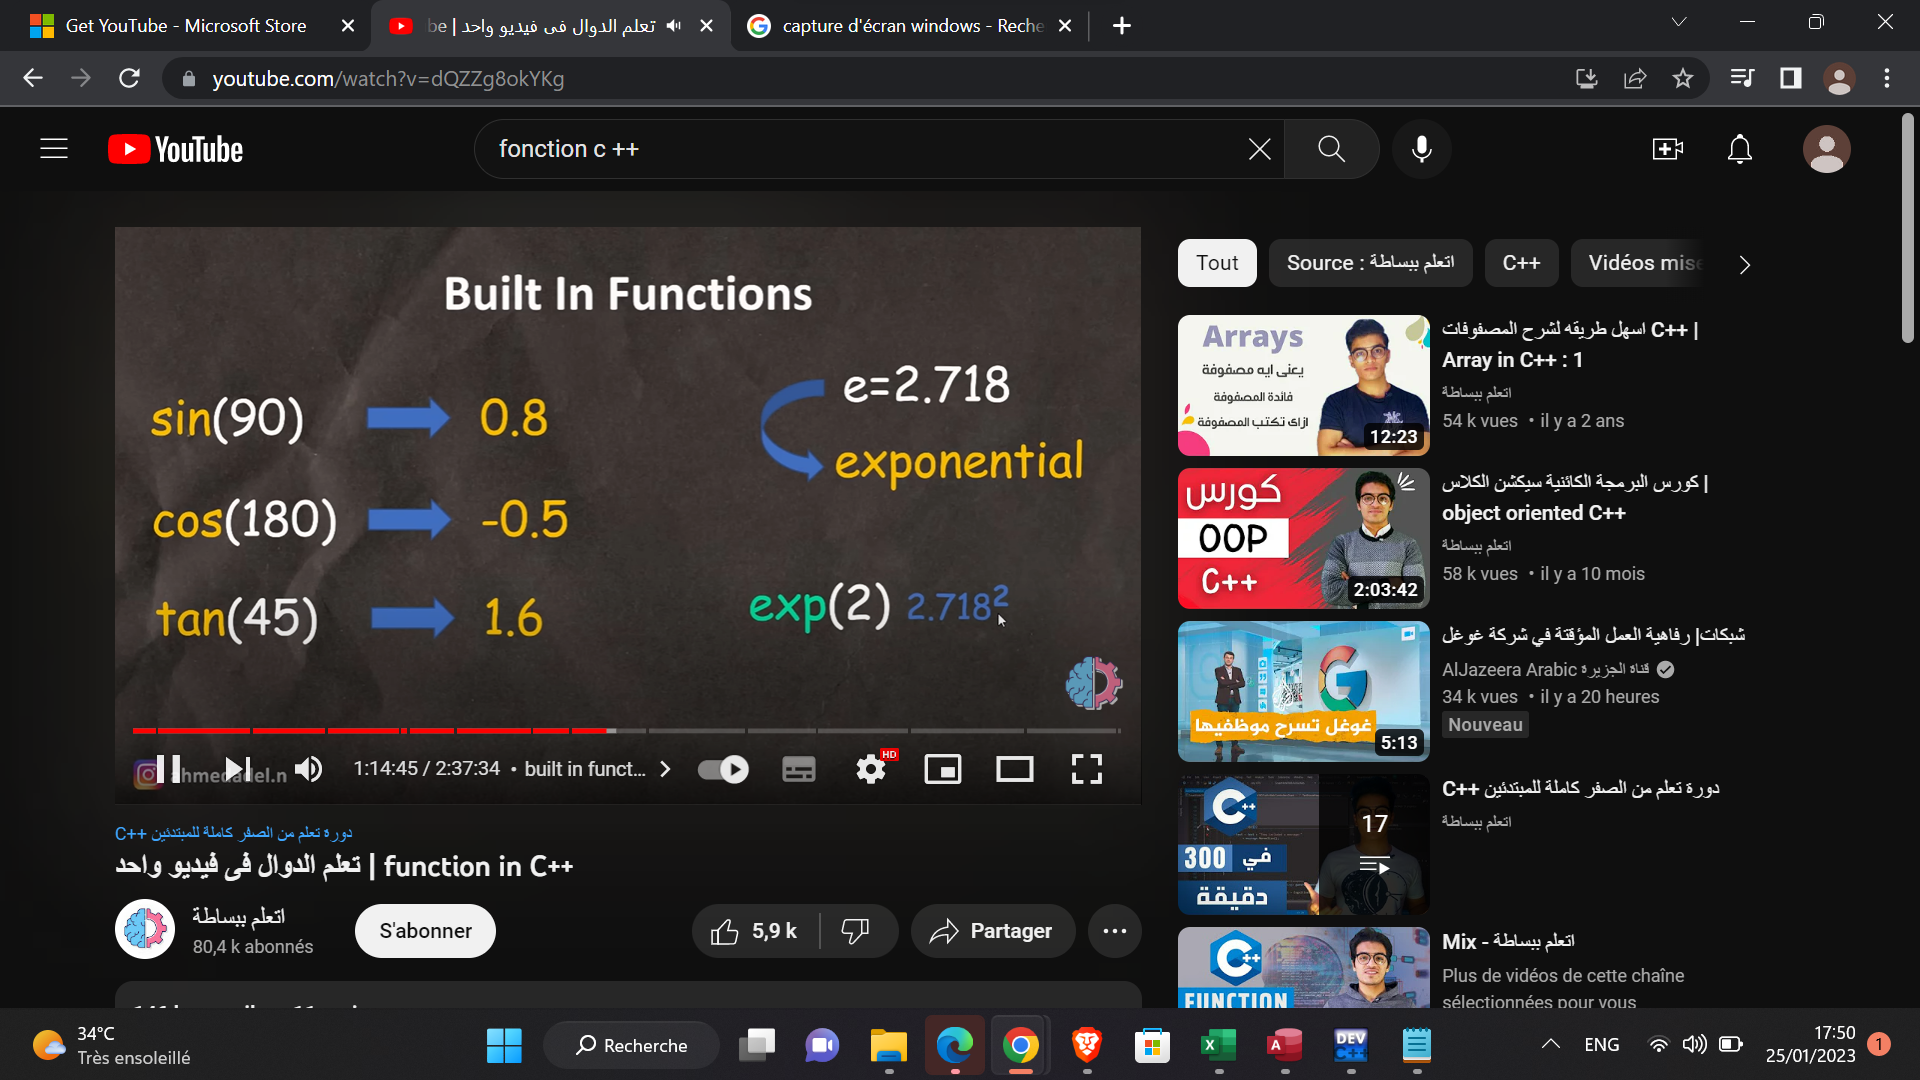 Get YouTube - Microsoft Store
be | تعلم الدوال فى فيديو واحد
capture d'écran windows - Reche
youtube.com/watch?v=dQZZg8okYKg
YouTube
fonction c ++
Built In Functions
sin(90) 0.8
cos(180) -0.5
tan(45) 1.6
e=2.718
exponential
exp(2) 2.718²
ahmedadel.n
1:14:45 / 2:37:34 • built in funct...
HD
دورة تعلم من الصفر كاملة للمبتدئين C++
تعلم الدوال فى فيديو واحد | function in C++
اتعلم ببساطة
80,4 k abonnés
S'abonner
5,9 k
Partager
Tout
Source : اتعلم ببساطة
C++
Vidéos mise
Arrays
يعنى ايه مصفوفة
فائدة المصفوفة
ازاى تكتب المصفوفة
12:23
اسهل طريقه لشرح المصفوفات C++ |
Array in C++ : 1
اتعلم ببساطة
54 k vues • il y a 2 ans
كورس
OOP
C++
2:03:42
كورس البرمجة الكائنية سيكشن الكلاس |
object oriented C++
اتعلم ببساطة
58 k vues • il y a 10 mois
غوغل تسرح موظفيها
5:13
شبكات| رفاهية العمل المؤقتة في شركة غوغل
AlJazeera Arabic قناة الجزيرة
34 k vues • il y a 20 heures
Nouveau
C++
في 300
دقيقة
17
دورة تعلم من الصفر كاملة للمبتدئين C++
اتعلم ببساطة
C++
FUNCTION
Mix - اتعلم ببساطة
Plus de vidéos de cette chaîne
sélectionnées pour vous
34°C
Très ensoleillé
Recherche
DEV
C++
ENG
17:50
25/01/2023
1